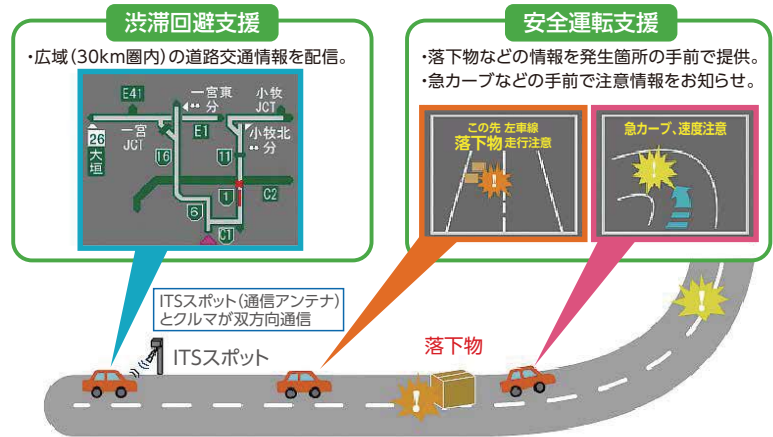 渋滞回避支援
・広域(30km圏内)の道路交通情報を配信。
E41
一宮東
・・分
小牧
JCT
26
大垣
一宮
JCT
E1
小牧北
・・分
16
11
1
C2
6
C1
安全運転支援
・落下物などの情報を発生箇所の手前で提供。
・急カーブなどの手前で注意情報をお知らせ。
この先 左車線
落下物 走行注意
!
急カーブ、速度注意
!
ITSスポット(通信アンテナ)
とクルマが双方向通信
ITSスポット
落下物
!
!